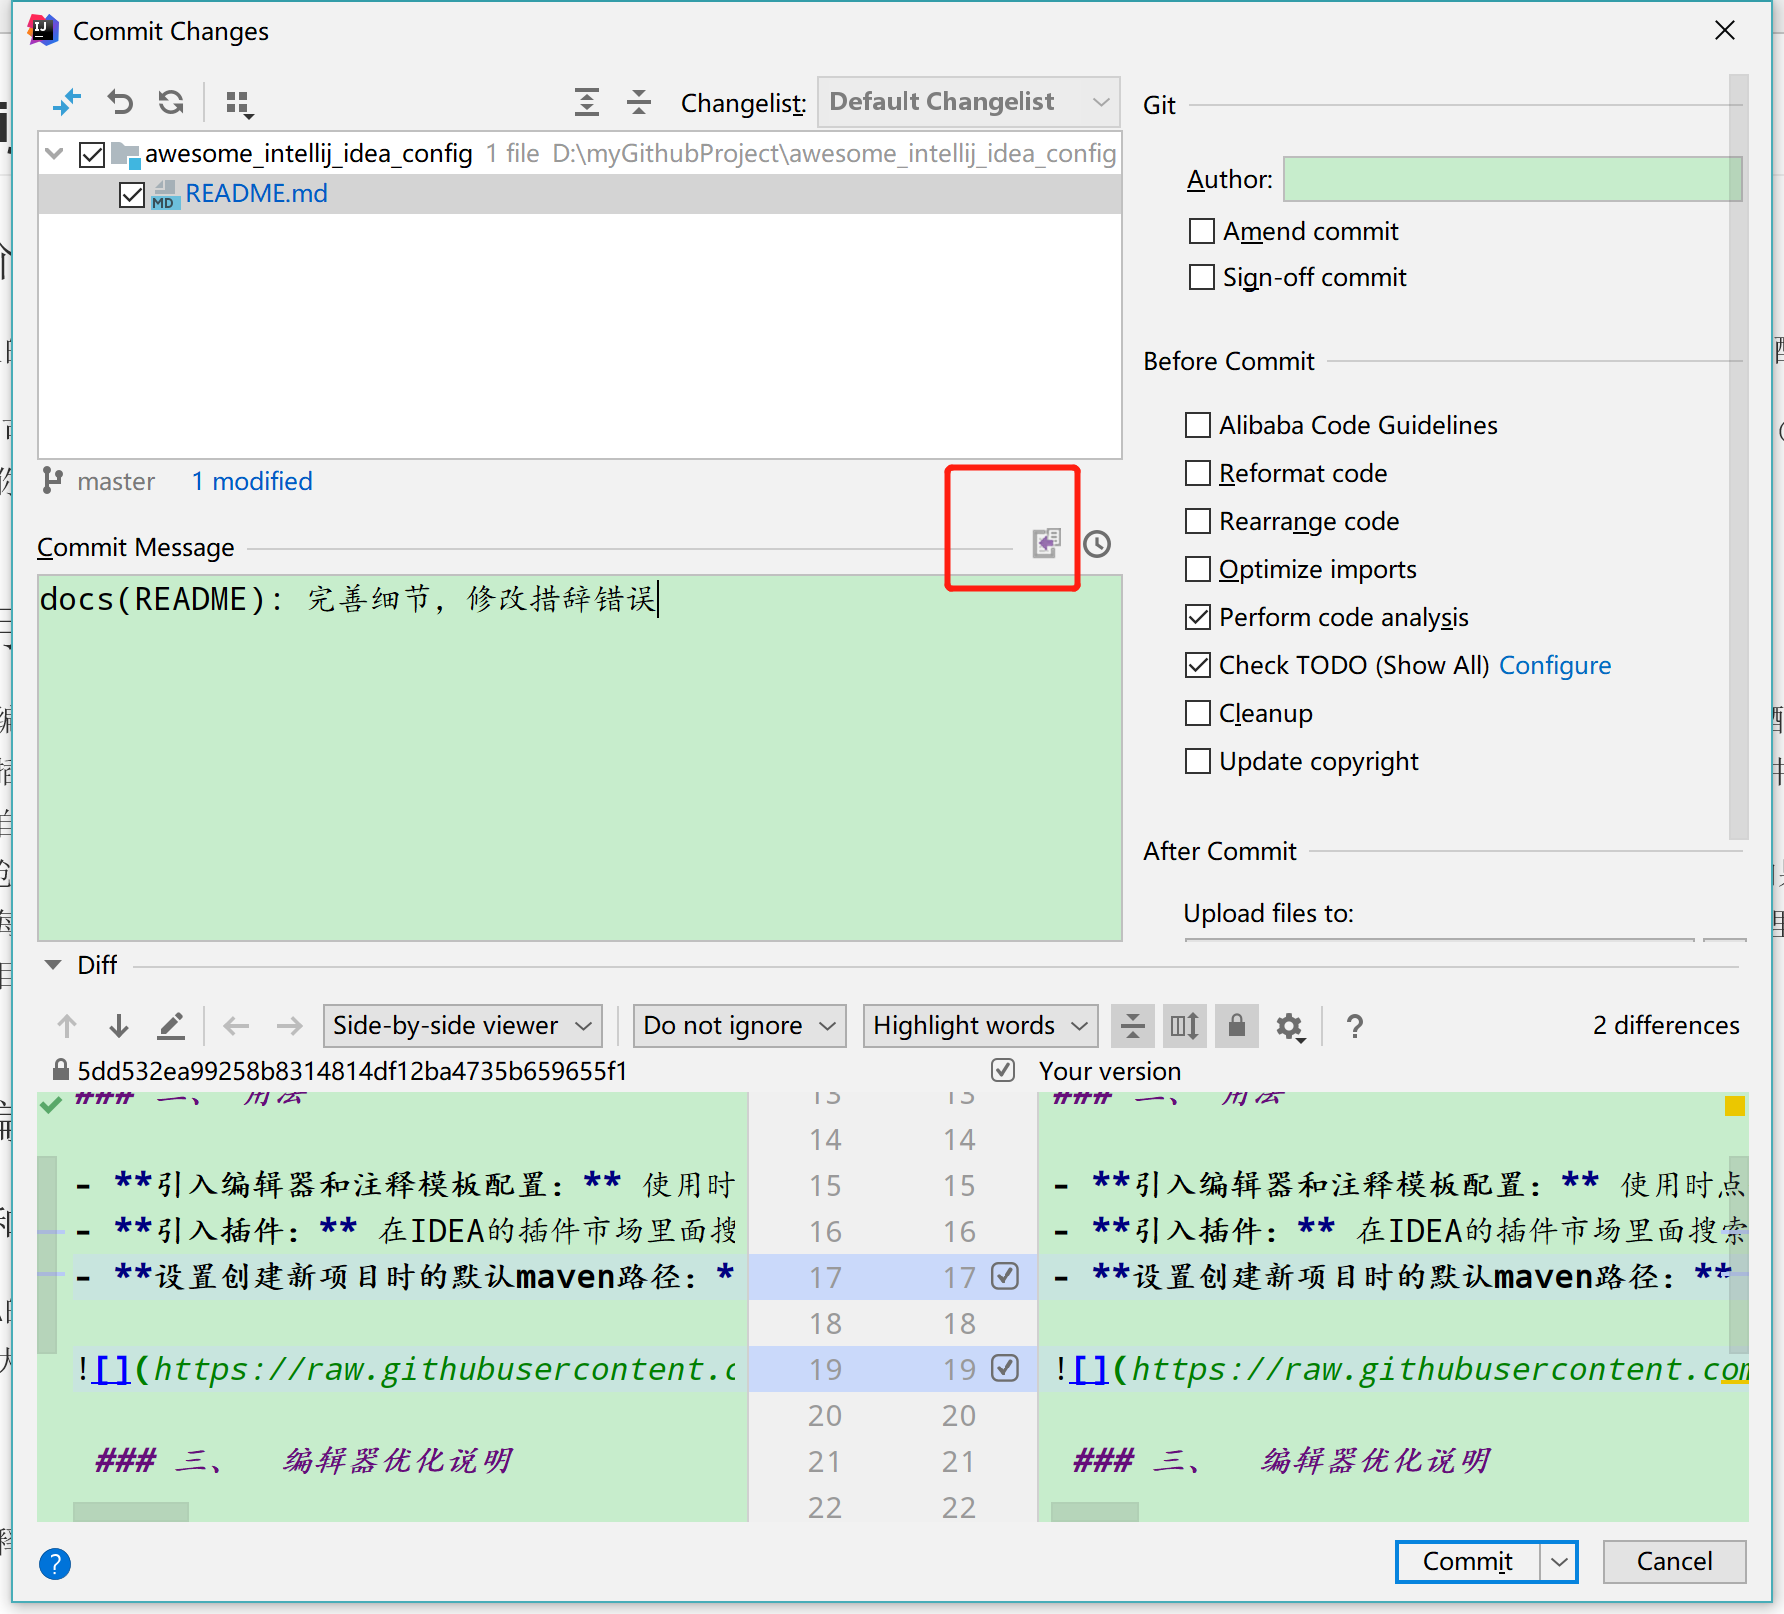 Commit Changes
Changelist: Default Changelist
awesome_intellij_idea_config 1 file D:\myGithubProject\awesome_intellij_idea_config
MD README.md
master 1 modified
Commit Message
docs(README): 完善细节，修改措辞错误
Git
Author:
Amend commit
Sign-off commit
Before Commit
Alibaba Code Guidelines
Reformat code
Rearrange code
Optimize imports
Perform code analysis
Check TODO (Show All) Configure
Cleanup
Update copyright
After Commit
Upload files to:
Diff
Side-by-side viewer Do not ignore Highlight words ? 2 differences
5dd532ea99258b8314814df12ba4735b659655f1 Your version
### 二、 用法 13 13 ### 二、 用法
14 14
- **引入编辑器和注释模板配置：** 使用时 15 15 - **引入编辑器和注释模板配置：** 使用时点
- **引入插件：** 在IDEA的插件市场里面搜 16 16 - **引入插件：** 在IDEA的插件市场里面搜索
- **设置创建新项目时的默认maven路径：* 17 17 - **设置创建新项目时的默认maven路径：**
18 18
![](https://raw.githubusercontent.c 19 19 ![](https://raw.githubusercontent.com
20 20
### 三、 编辑器优化说明 21 21 ### 三、 编辑器优化说明
22 22
? Commit Cancel